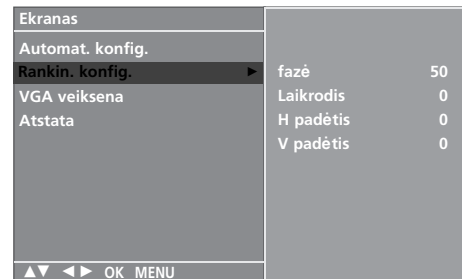 Ekranas
Automat. konfig.
Rankin. konfig. ►
VGA veiksena
Atstata
fazė 50
Laikrodis 0
H padėtis 0
V padėtis 0
▲▼ ◄► OK MENU